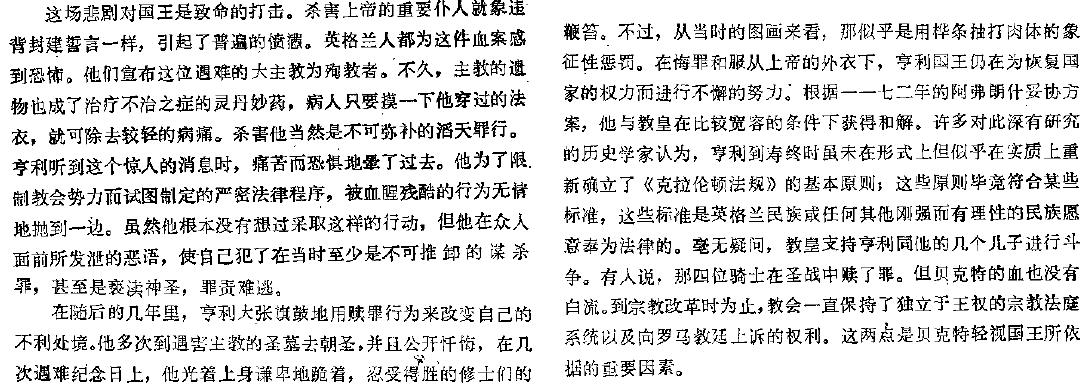 这场悲剧对国王是致命的打击。杀害上帝的重要仆人就象违
背封建誓言一样，引起了普遍的愤懑。英格兰人都为这件血案感
到恐怖。他们宣布这位遇难的大主教为殉教者。不久，主教的遗
物也成了治疗不治之症的灵丹妙药，病人只要摸一下他穿过的法
衣，就可除去较轻的病痛。杀害他当然是不可弥补的滔天罪行。
亨利听到这个惊人的消息时，痛苦而恐惧地晕了过去。他为了限
制教会势力而试图制定的严密法律程序，被血腥残酷的行为无情
地抛到一边。虽然他根本没有想过采取这样的行动，但他在众人
面前所发泄的恶语，使自己犯了在当时至少是不可推卸的谋杀
罪，甚至是亵渎神圣，罪责难逃。
在随后的几年里，亨利大张旗鼓地用赎罪行为来改变自己的
不利处境。他多次到遇害主教的圣墓去朝圣，并且公开忏悔，在几
次遇难纪念日上，他光着上身谦卑地跪着，忍受得胜的修士们的
鞭笞。不过，从当时的图画来看，那似乎是用桦条抽打肉体的象
征性惩罚。在悔罪和服从上帝的外衣下，亨利国王仍在为恢复国
家的权力而进行不懈的努力。根据一一七二年的阿弗朗什妥协方
案，他与教皇在比较宽容的条件下获得和解。许多对此深有研究
的历史学家认为，亨利到寿终时虽未在形式上但似乎在实质上重
新确立了《克拉伦顿法规》的基本原则；这些原则毕竟符合某些
标准，这些标准是英格兰民族或任何其他刚强而有理性的民族愿
意奉为法律的。毫无疑问，教皇支持亨利同他的几个儿子进行斗
争。有人说，那四位骑士在圣战中赎了罪。但贝克特的血也没有
白流。到宗教改革时为止，教会一直保持了独立于王权的宗教法庭
系统以及向罗马教廷上诉的权利。这两点是贝克特轻视国王所依
据的重要因素。